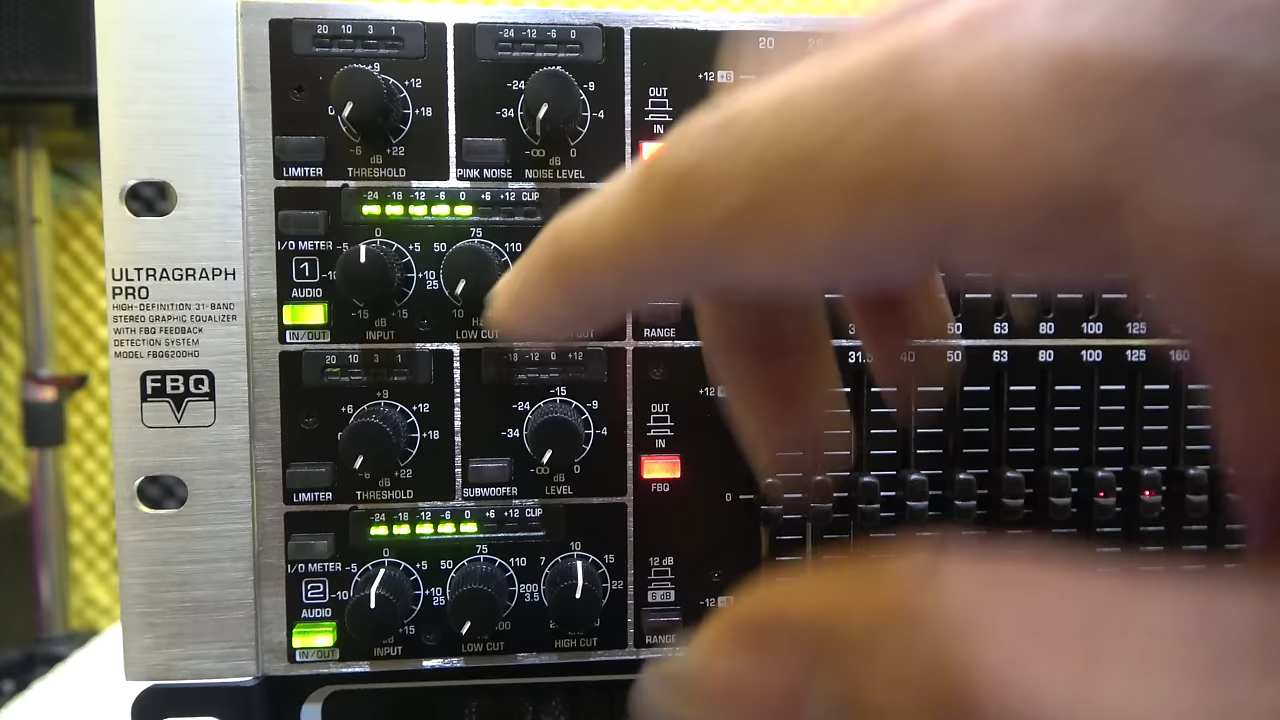 20 10 3 1
+9
+12
0
+18
-6 +22
dB
LIMITER THRESHOLD
-24 -12 -6 0
-24 -9
-34 -4
-00 0
dB
PINK NOISE NOISE LEVEL
20
+12 +6
OUT
IN
-24 -18 -12 -6 0 +6 +12 CLIP
I/O METER
1
AUDIO
IN/OUT
0
-5 +5
-10 +10
-15 +15
dB
INPUT
75
50 110
25
10
LOW CUT
RANGE
50 63 80 100 125
ULTRAGRAPH
PRO
HIGH-DEFINITION 31-BAND
STEREO GRAPHIC EQUALIZER
WITH FBQ FEEDBACK
DETECTION SYSTEM
MODEL FBQ6200HD
FBQ
20 10 3 1
+9
+6 +12
+18
-6 +22
dB
LIMITER THRESHOLD
-18 -12 0 +12
-15
-24 -9
-34 -4
-00 0
dB
SUBWOOFER LEVEL
31.5 40 50 63 80 100 125 160
+12
OUT
IN
FBQ
0
12 dB
6 dB
-12
RANGE
-24 -18 -12 -6 0 +6 +12 CLIP
I/O METER
2
AUDIO
IN/OUT
0
-5 +5
-10 +10
+15
dB
INPUT
75
50 110
25 200
LOW CUT
10
7 15
3.5 22
HIGH CUT